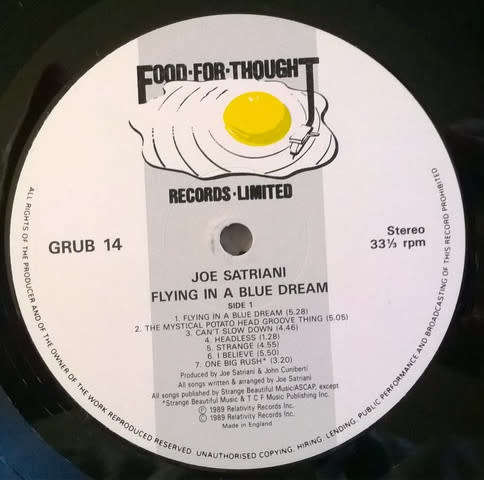 FOOD·FOR·THOUGHT
RECORDS·LIMITED
GRUB 14
Stereo
33⅓ rpm
JOE SATRIANI
FLYING IN A BLUE DREAM
SIDE 1
1. FLYING IN A BLUE DREAM (5.28)
2. THE MYSTICAL POTATO HEAD GROOVE THING (5.05)
3. CAN'T SLOW DOWN (4.46)
4. HEADLESS (1.28)
5. STRANGE (4.55)
6. I BELIEVE (5.50)
7. ONE BIG RUSH* (3.20)
Produced by Joe Satriani & John Cuniberti
All songs written & arranged by Joe Satriani
All songs published by Strange Beautiful Music/ASCAP, except
*Strange Beautiful Music & T C F Music Publishing Inc.
Ⓟ 1989 Relativity Records Inc.
© 1989 Relativity Records Inc.
Made in England
ALL RIGHTS OF THE PRODUCER AND OF THE OWNER OF THE WORK REPRODUCED RESERVED. UNAUTHORISED COPYING, HIRING, LENDING, PUBLIC PERFORMANCE AND BROADCASTING OF THIS RECORD PROHIBITED